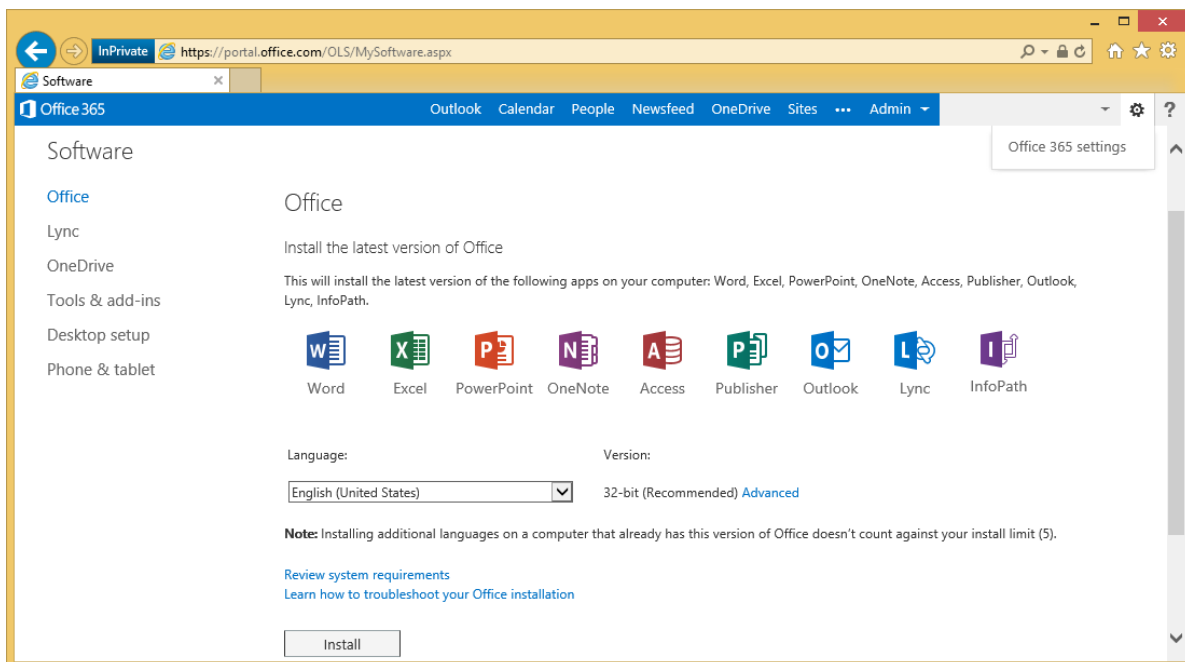 InPrivate https://portal.office.com/OLS/MySoftware.aspx
Software
Office 365 Outlook Calendar People Newsfeed OneDrive Sites ••• Admin ?
Office 365 settings
Software
Office
Lync
OneDrive
Tools & add-ins
Desktop setup
Phone & tablet
Office
Install the latest version of Office
This will install the latest version of the following apps on your computer: Word, Excel, PowerPoint, OneNote, Access, Publisher, Outlook,
Lync, InfoPath.
W X P N A P O L I
Word Excel PowerPoint OneNote Access Publisher Outlook Lync InfoPath
Language: Version:
English (United States) 32-bit (Recommended) Advanced
Note: Installing additional languages on a computer that already has this version of Office doesn't count against your install limit (5).
Review system requirements
Learn how to troubleshoot your Office installation
Install